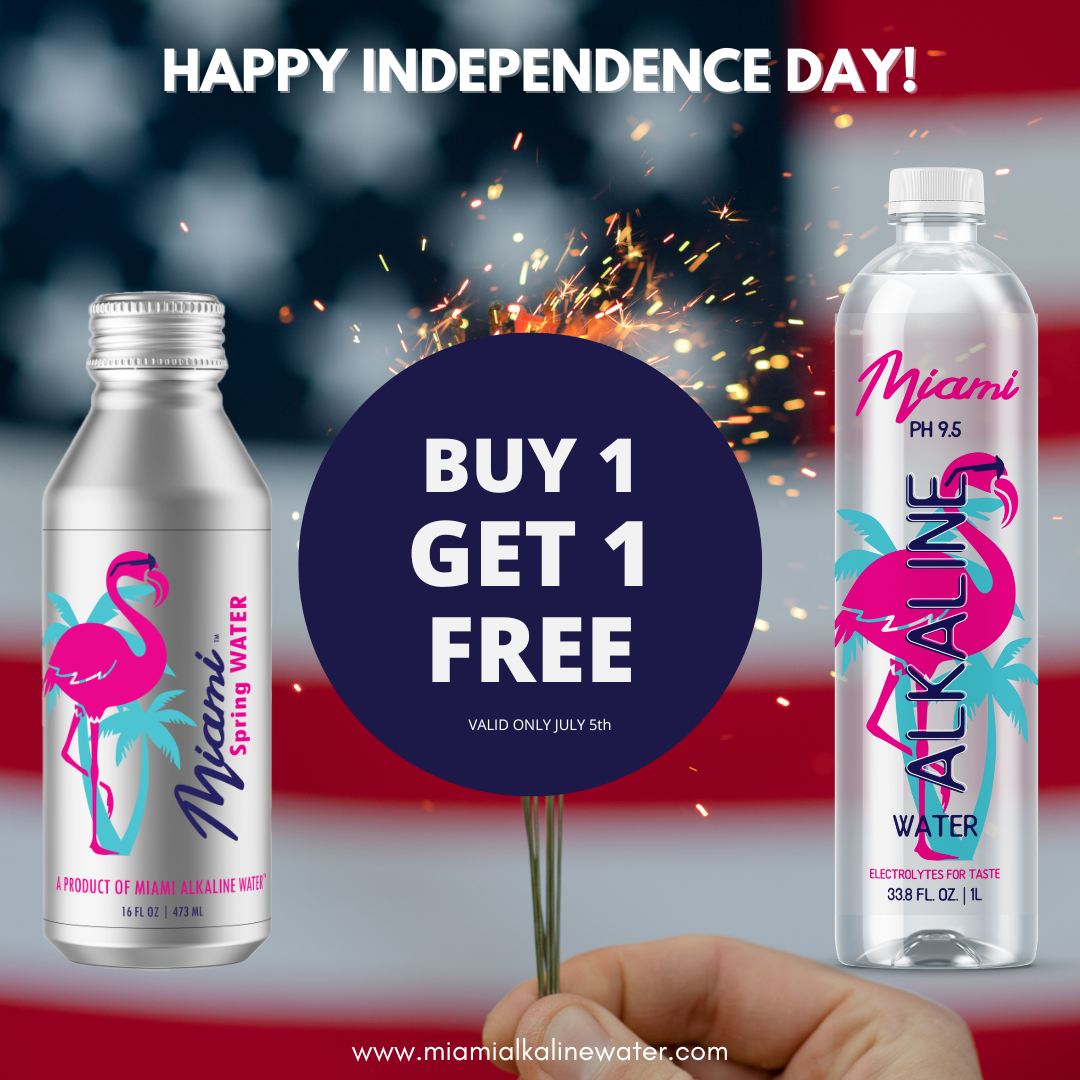 HAPPY INDEPENDENCE DAY!
BUY 1
GET 1
FREE
VALID ONLY JULY 5th
Miami™
Spring WATER
A PRODUCT OF MIAMI ALKALINE WATER™
16 FL OZ | 473 ML
Miami
PH 9.5
ALKALINE
WATER
ELECTROLYTES FOR TASTE
33.8 FL. OZ. | 1L
www.miamialkalinewater.com